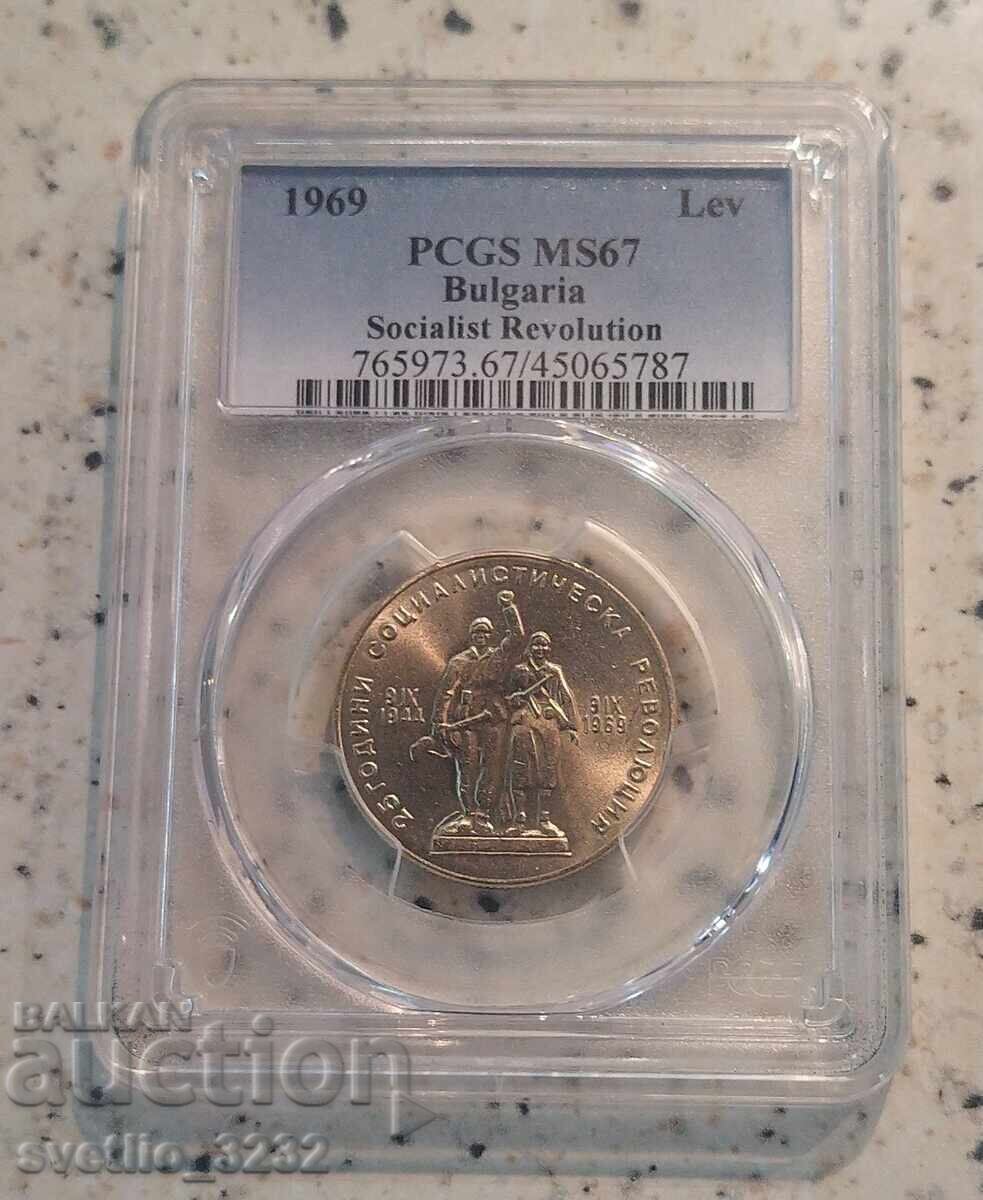 1969 Lev
PCGS MS67
Bulgaria
Socialist Revolution
765973.67/45065787
25 ГОДИНИ СОЦИАЛИСТИЧЕСКА РЕВОЛЮЦИЯ
9 IX
1944
9 IX
1969
BALKAN
auction
svetlio_3232